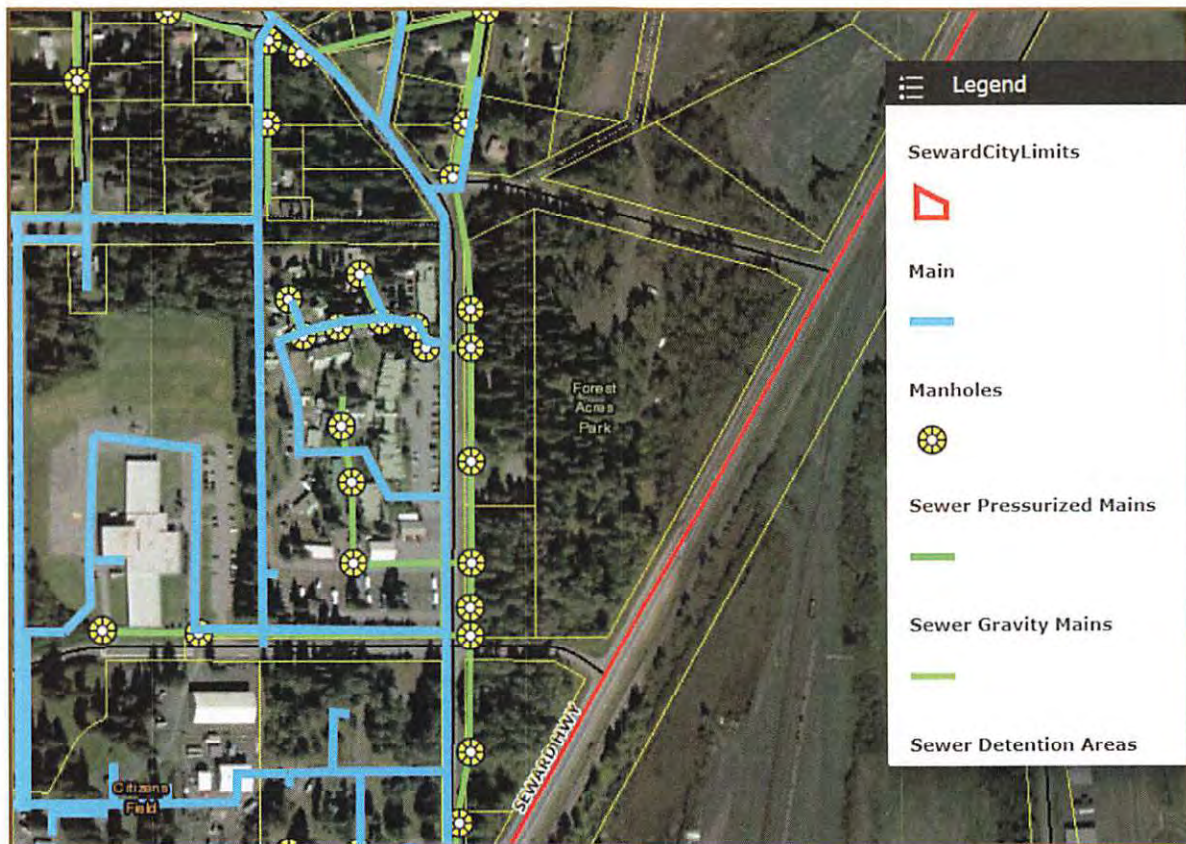 Legend
SewardCityLimits
Main
Manholes
Sewer Pressurized Mains
Sewer Gravity Mains
Sewer Detention Areas
Forest
Acres
Park
SEWARD HWY
Citizens
Field